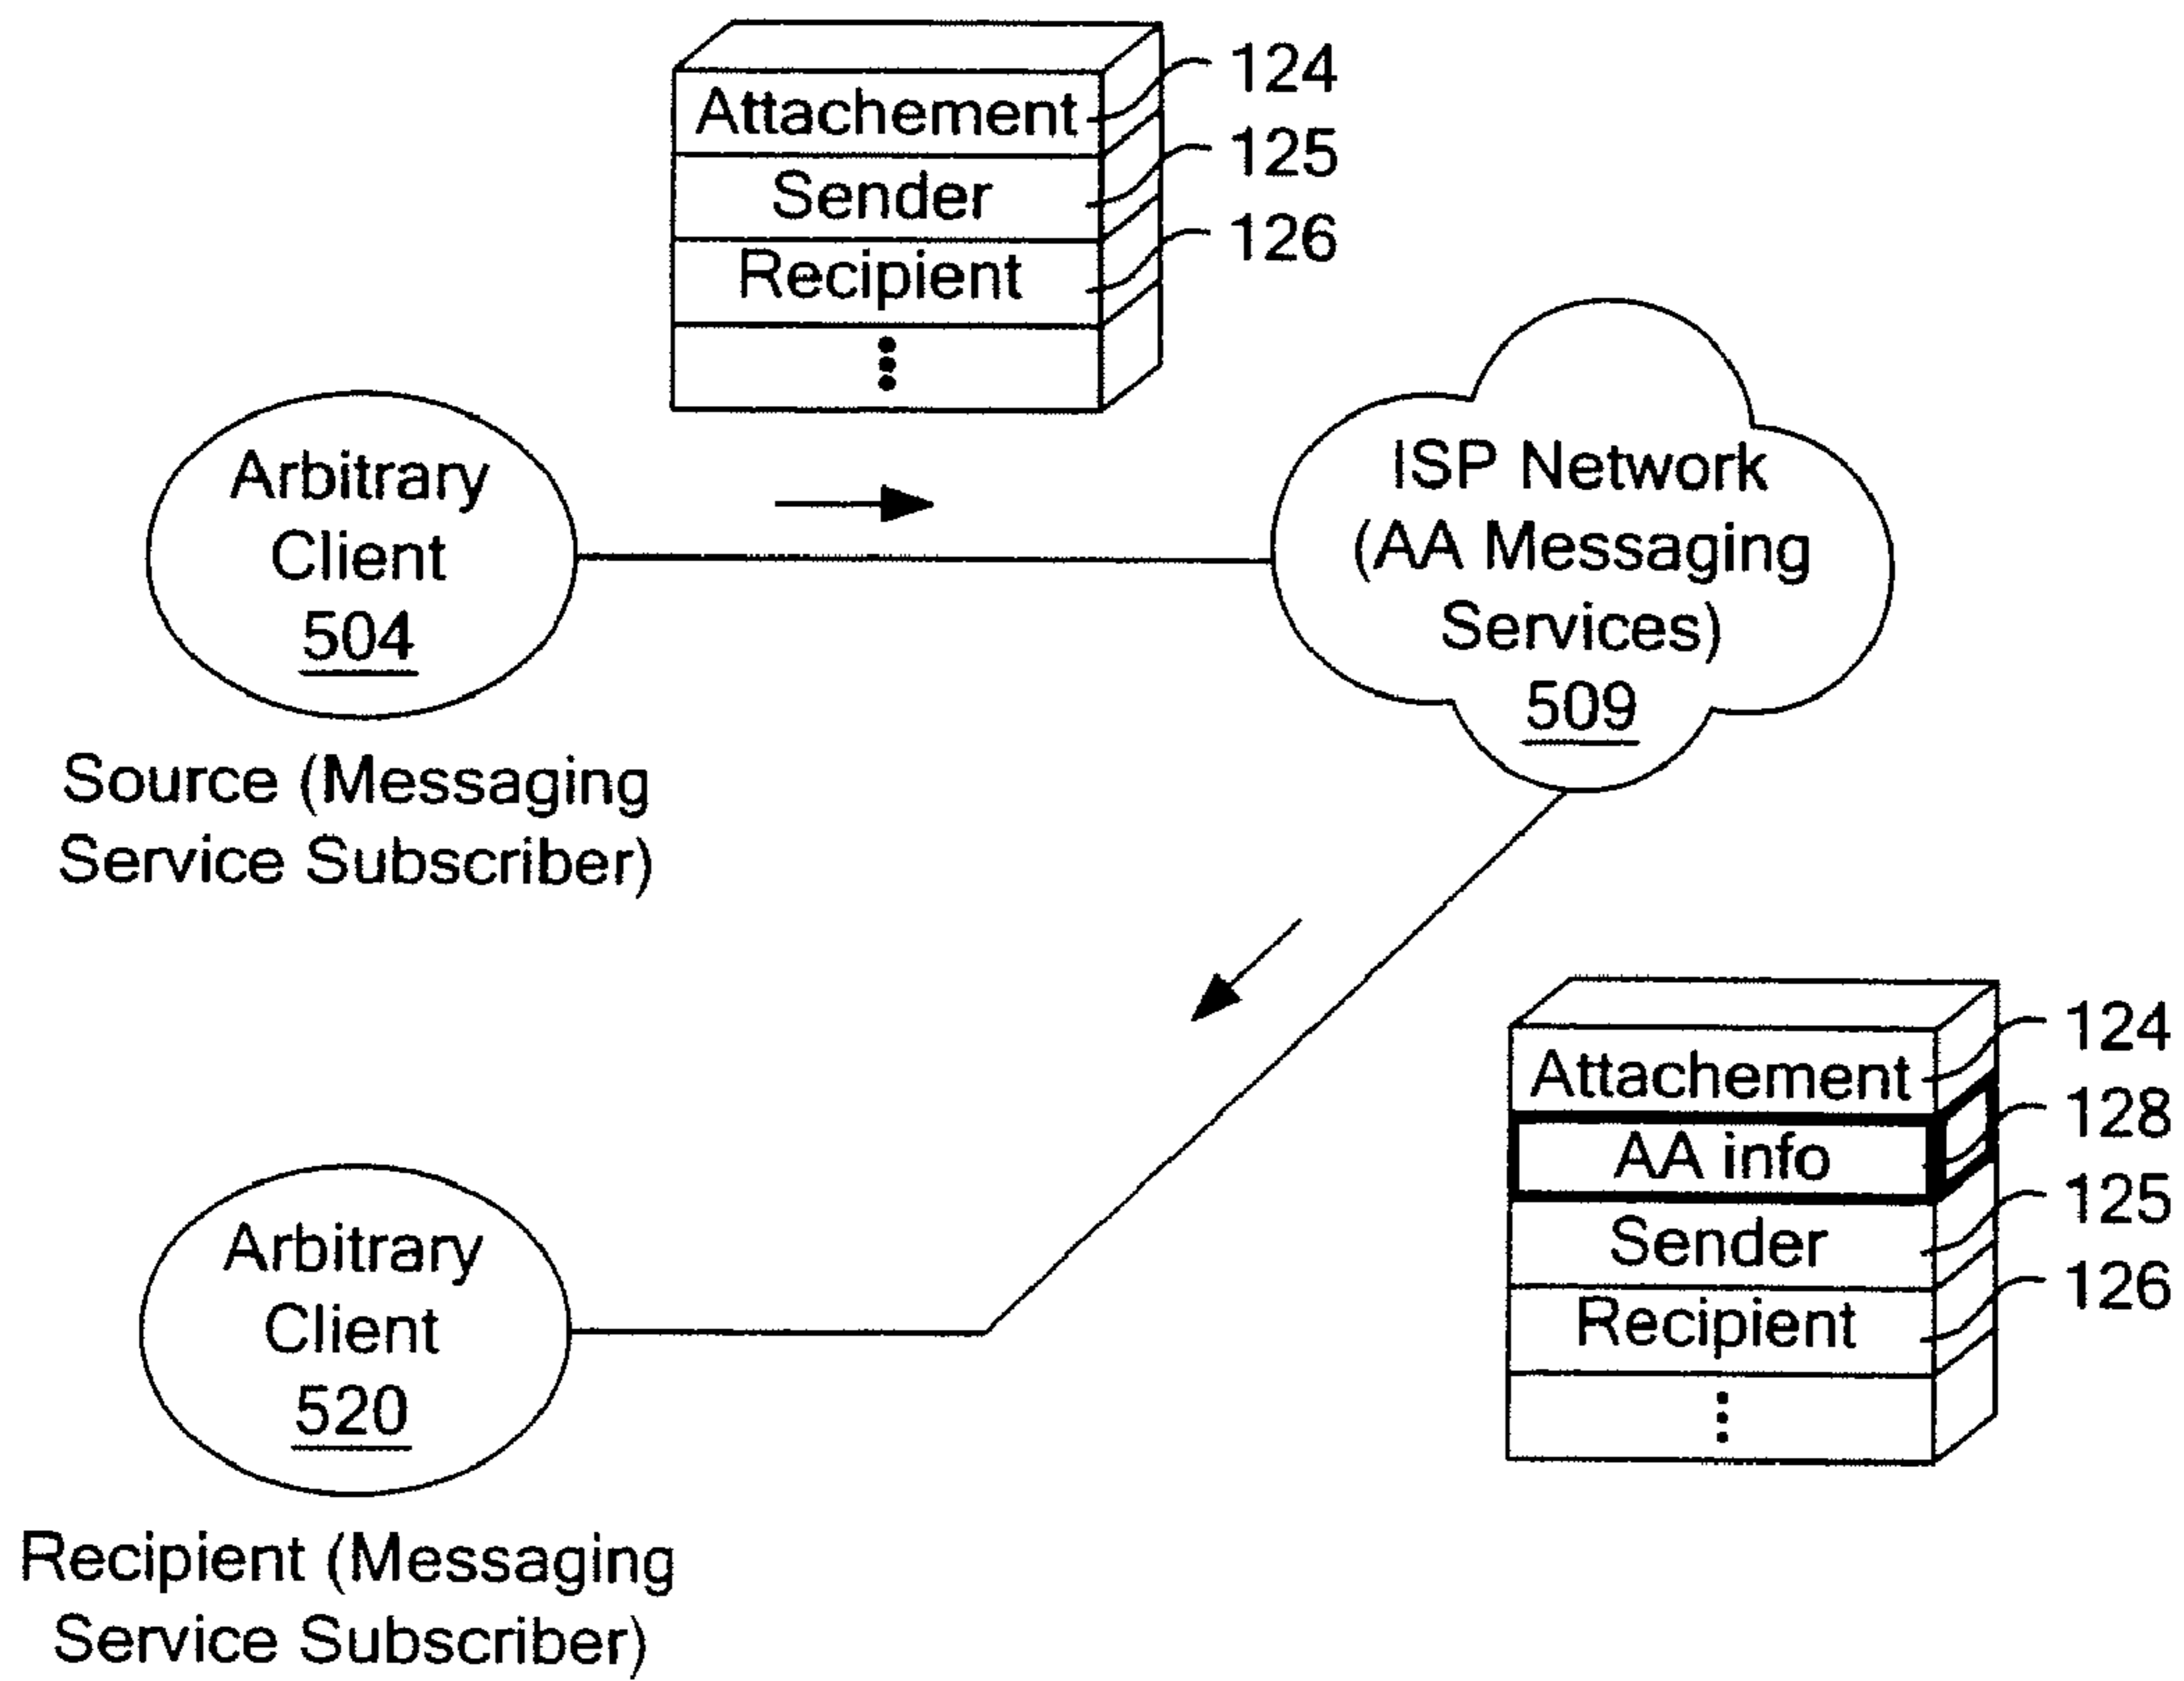 Attachement
124
Sender
125
Recipient
126
Arbitrary
Client
504
Source (Messaging
Service Subscriber)
ISP Network
(AA Messaging
Services)
509
Attachement
124
AA info
128
Sender
125
Recipient
126
Arbitrary
Client
520
Recipient (Messaging
Service Subscriber)